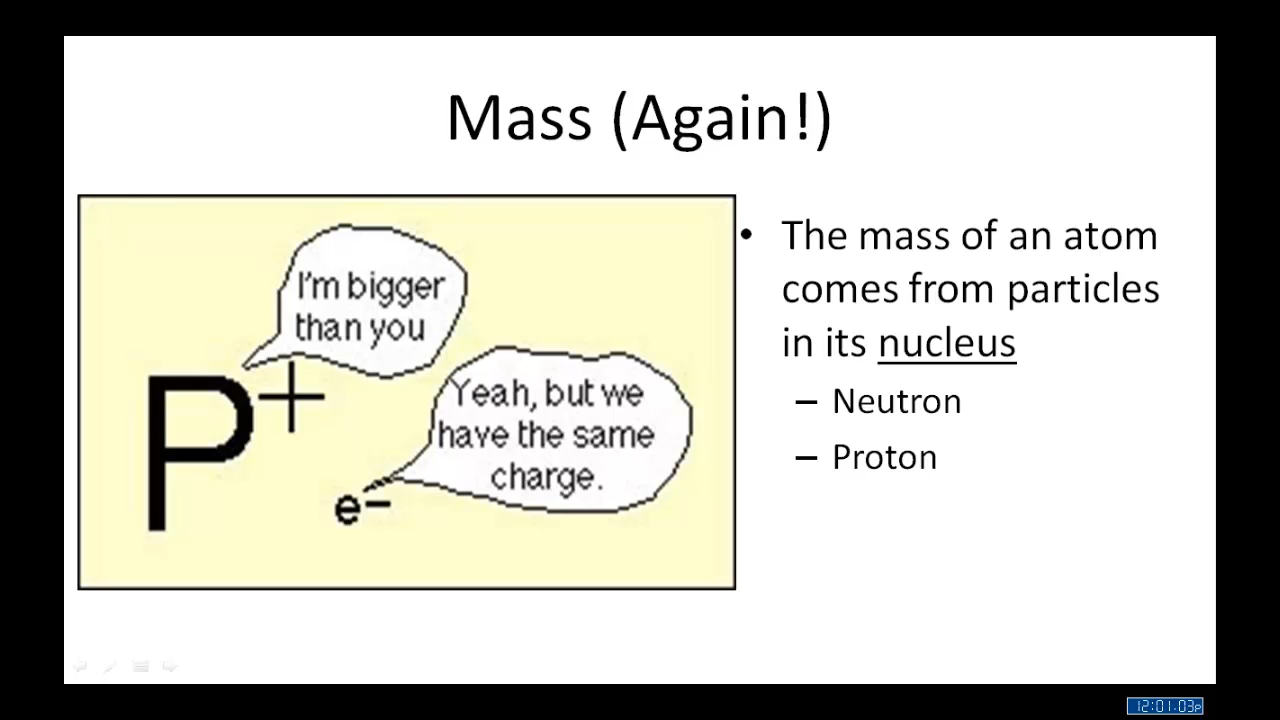 Mass (Again!)
I'm bigger
than you
P+
Yeah, but we
have the same
charge.
e−
• The mass of an atom
comes from particles
in its nucleus
– Neutron
– Proton
12:01:03p